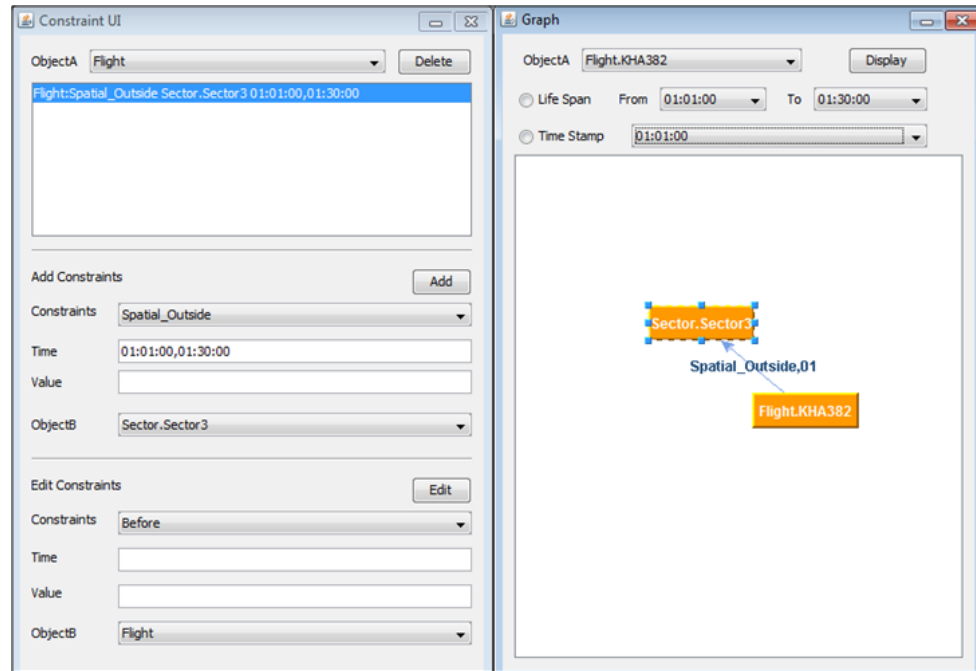 Constraint UI
ObjectA Flight Delete
Flight:Spatial_Outside Sector.Sector3 01:01:00,01:30:00
Add Constraints Add
Constraints Spatial_Outside
Time 01:01:00,01:30:00
Value
ObjectB Sector.Sector3
Edit Constraints Edit
Constraints Before
Time
Value
ObjectB Flight
Graph
ObjectA Flight.KHA382 Display
Life Span From 01:01:00 To 01:30:00
Time Stamp 01:01:00
Sector.Sector3
Spatial_Outside,01
Flight.KHA382